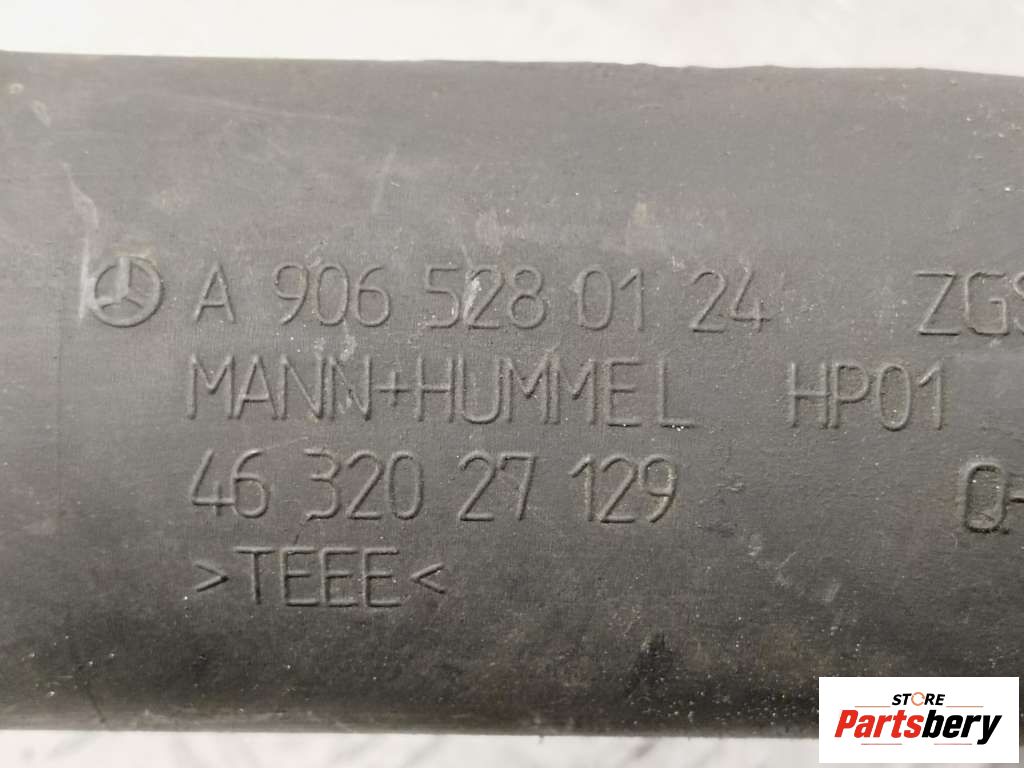 A 906 528 01 24 ZGS
MANN+HUMMEL HP01
46 320 27 129 Q
>TEEE<
STORE
Partsbery